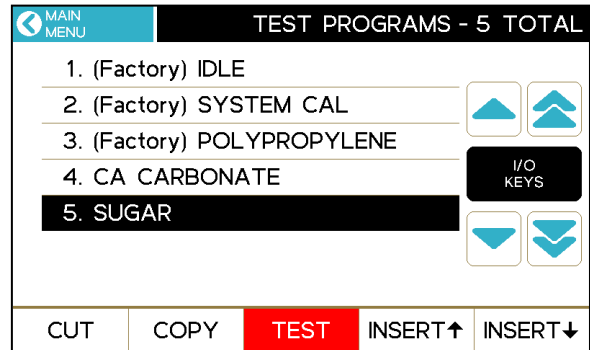 MAIN
MENU
TEST PROGRAMS - 5 TOTAL
1. (Factory) IDLE
2. (Factory) SYSTEM CAL
3. (Factory) POLYPROPYLENE
4. CA CARBONATE
5. SUGAR
I/O
KEYS
CUT
COPY
TEST
INSERT↑
INSERT↓